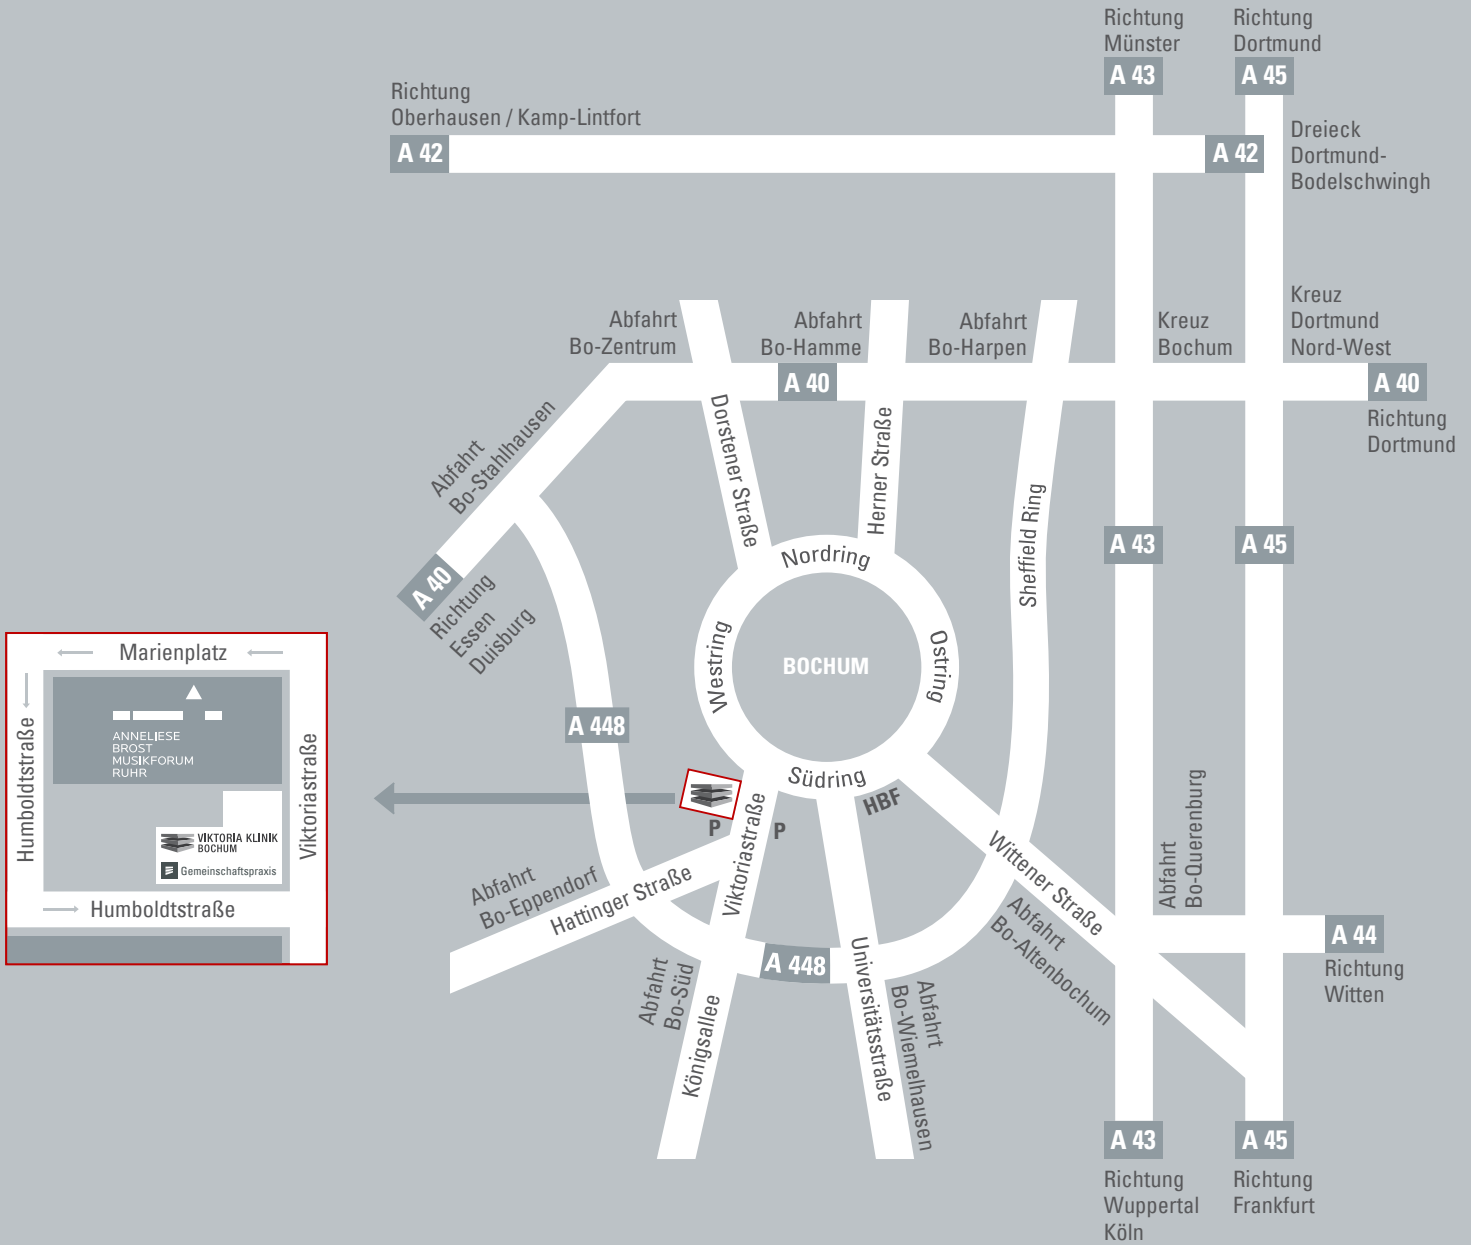 Richtung
Münster
A 43
Richtung
Dortmund
A 45
Richtung
Oberhausen / Kamp-Lintfort
A 42
A 42
Dreieck
Dortmund-
Bodelschwingh
Abfahrt
Bo-Zentrum
Abfahrt
Bo-Hamme
Abfahrt
Bo-Harpen
Kreuz
Bochum
Kreuz
Dortmund
Nord-West
A 40
A 40
Richtung
Dortmund
Abfahrt
Bo-Stahlhausen
A 40
Richtung
Essen
Duisburg
Dorstener Straße
Herner Straße
Sheffield Ring
A 43
A 45
Nordring
Westring
Ostring
Südring
BOCHUM
A 448
HBF
P
P
Viktoriastraße
Hattinger Straße
Abfahrt
Bo-Eppendorf
Wittener Straße
Abfahrt
Bo-Querenburg
Abfahrt
Bo-Altenbochum
A 44
Richtung
Witten
A 448
Abfahrt
Bo-Süd
Königsallee
Universitätsstraße
Abfahrt
Bo-Wiemelhausen
A 43
Richtung
Wuppertal
Köln
A 45
Richtung
Frankfurt
Marienplatz
Humboldtstraße
ANNELIESE
BROST
MUSIKFORUM
RUHR
Viktoriastraße
VIKTORIA KLINIK
BOCHUM
Gemeinschaftspraxis
Humboldtstraße